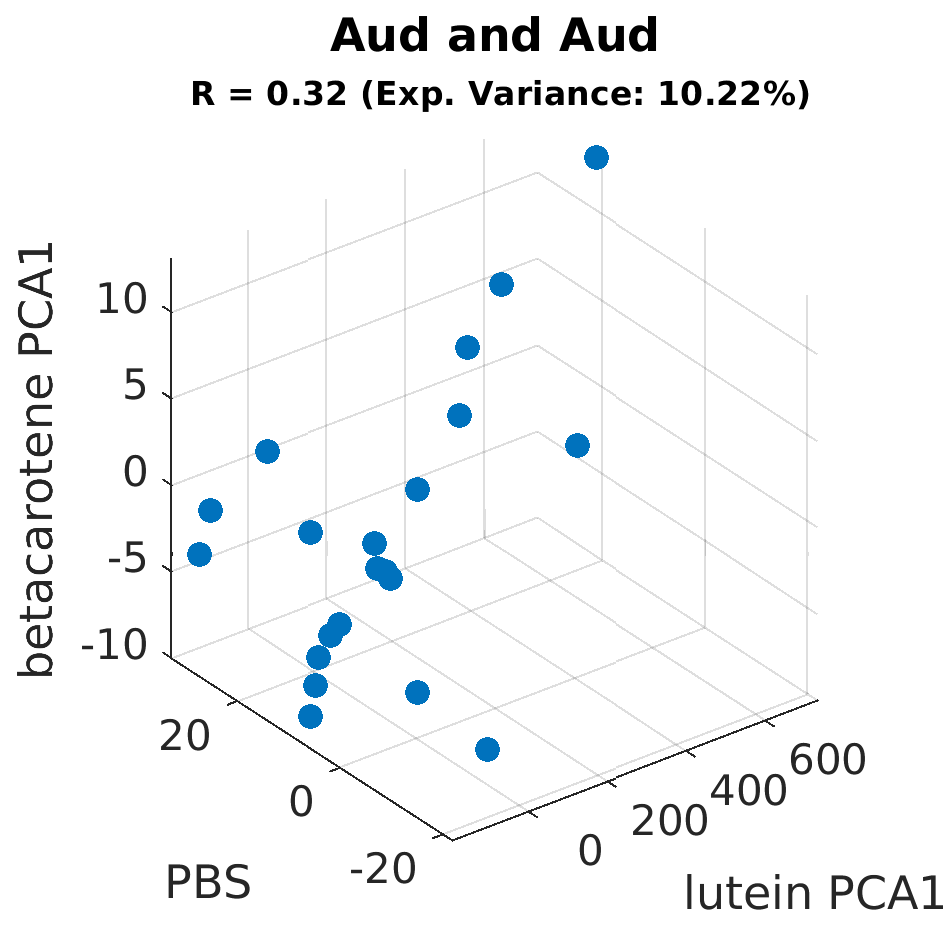 Aud and Aud
R = 0.32 (Exp. Variance: 10.22%)
betacarotene PCA1
10
5
0
-5
-10
20
0
-20
PBS
0
200
400
600
lutein PCA1